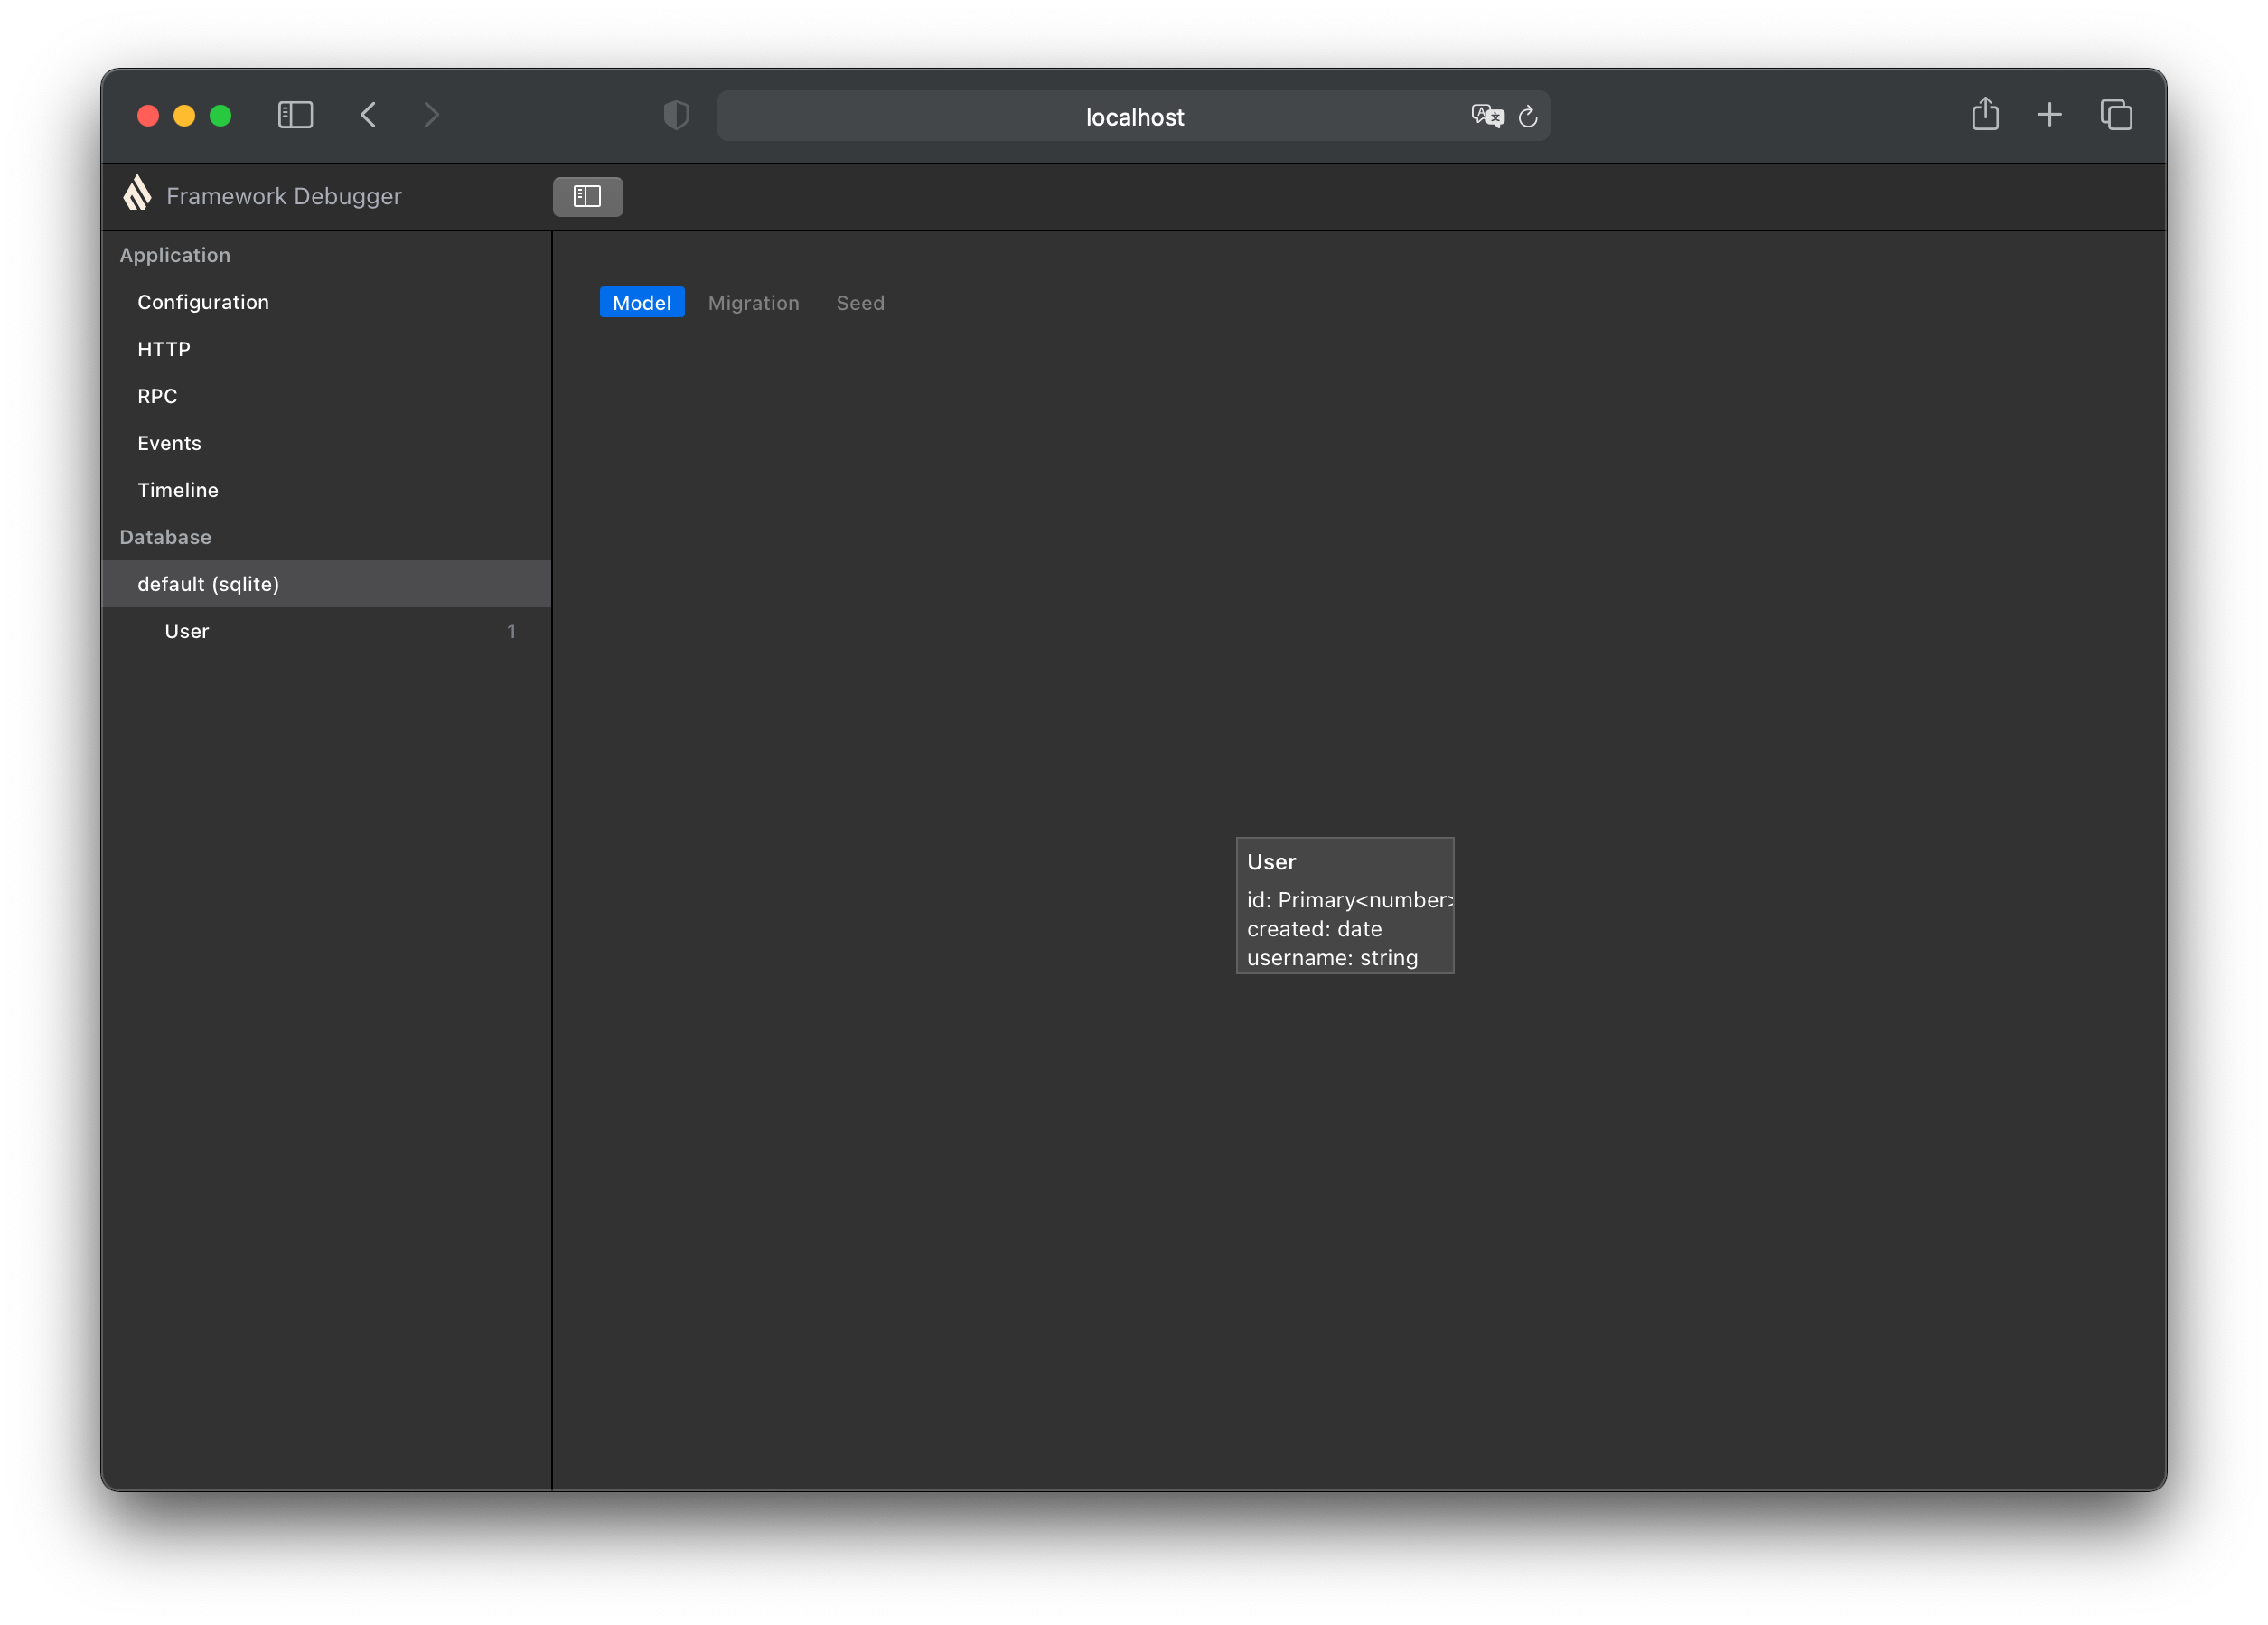 localhost
Framework Debugger
Application
Configuration
HTTP
RPC
Events
Timeline
Database
default (sqlite)
User 1
Model Migration Seed
User
id: Primary<number>
created: date
username: string